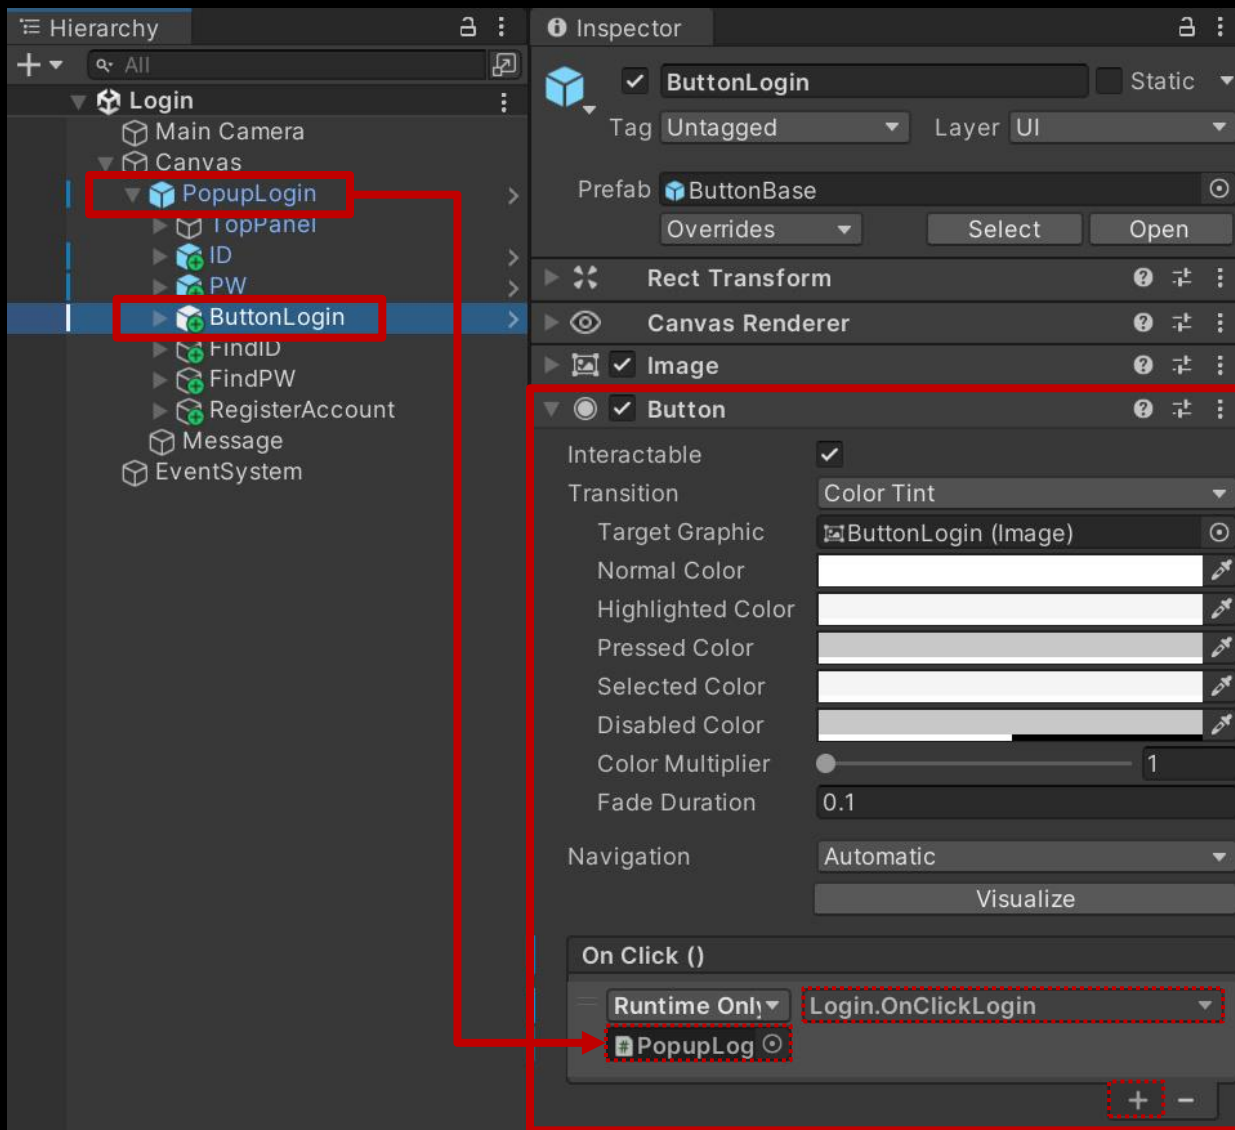 Hierarchy
All
Login
Main Camera
Canvas
PopupLogin
TopPanel
ID
PW
ButtonLogin
FindID
FindPW
RegisterAccount
Message
EventSystem
Inspector
ButtonLogin
Static
Tag Untagged Layer UI
Prefab ButtonBase
Overrides Select Open
Rect Transform
Canvas Renderer
Image
Button
Interactable
Transition Color Tint
Target Graphic ButtonLogin (Image)
Normal Color
Highlighted Color
Pressed Color
Selected Color
Disabled Color
Color Multiplier 1
Fade Duration 0.1
Navigation Automatic
Visualize
On Click ()
Runtime Only Login.OnClickLogin
PopupLog